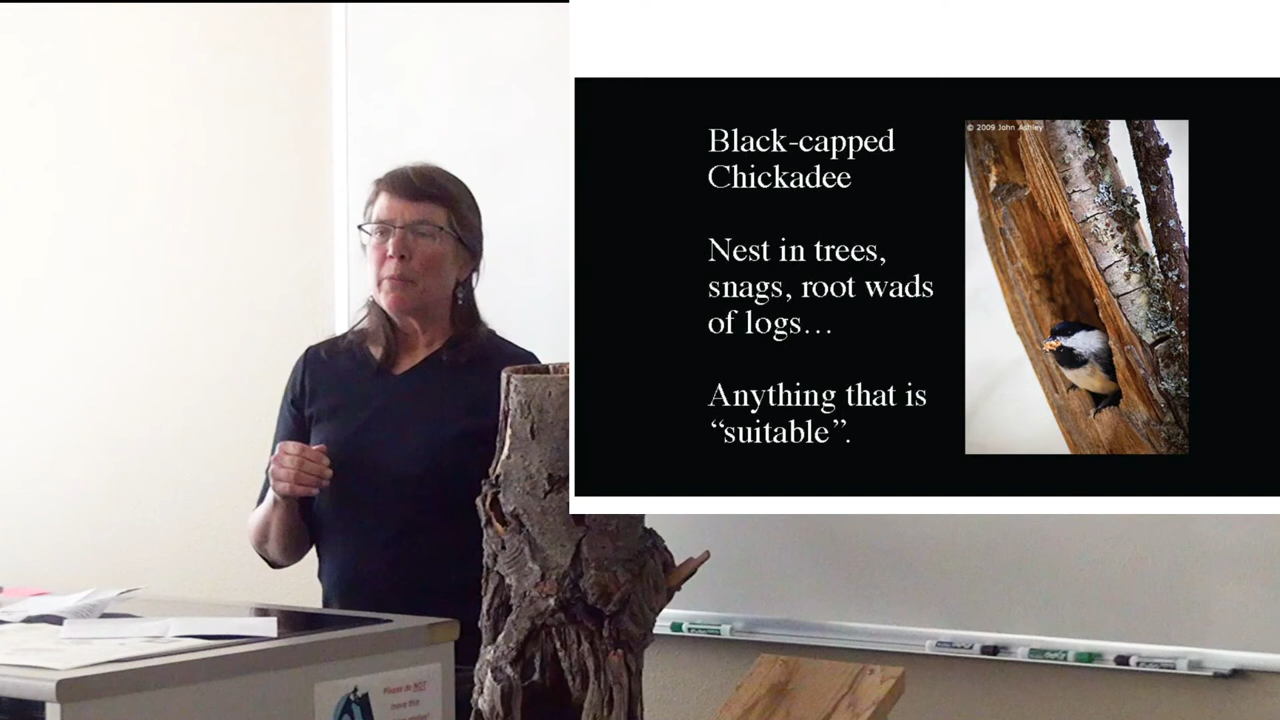 Black-capped
Chickadee
Nest in trees,
snags, root wads
of logs…
Anything that is
“suitable”.
© 2009 John Ashley
Please do NOT
move this